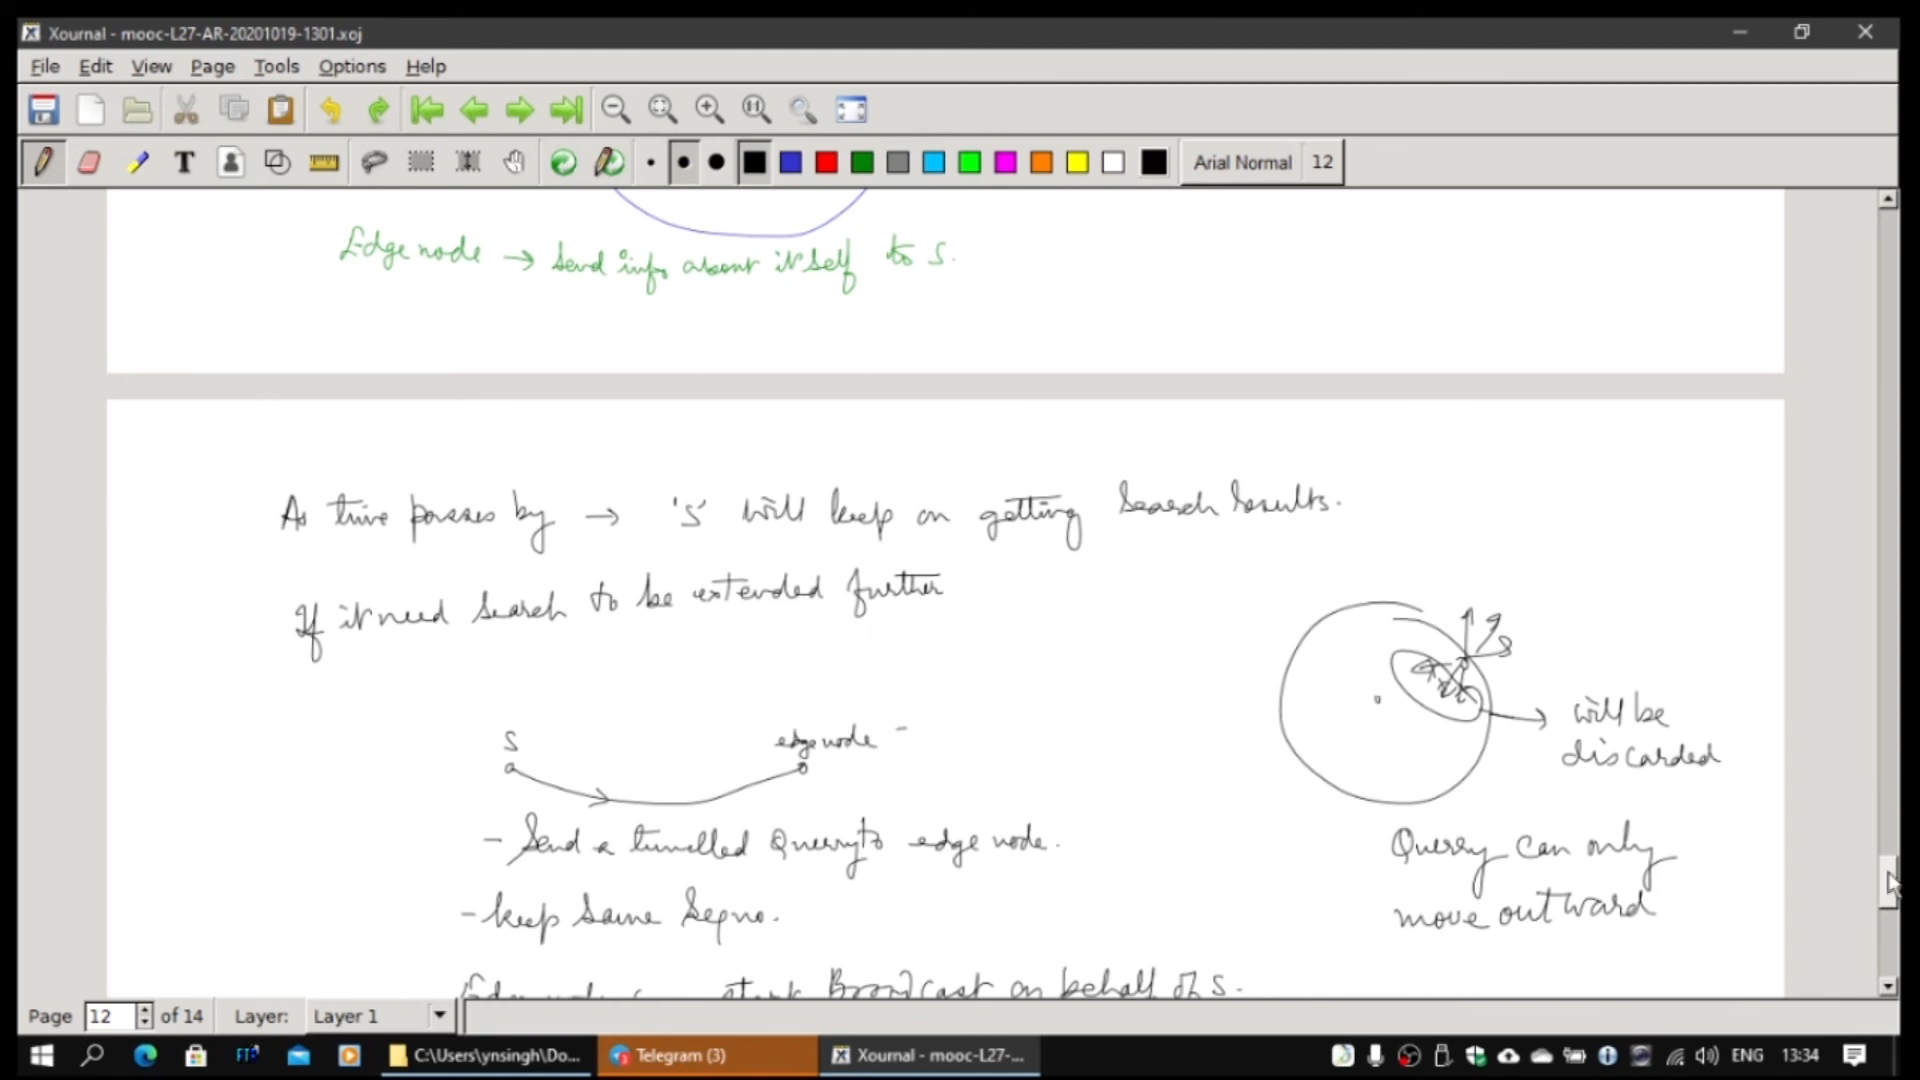 Xournal - mooc-L27-AR-20201019-1301.xoj
File Edit View Page Tools Options Help
Arial Normal 12
Edge node → Send info about itself to S.
As time passes by → 'S' will keep on getting search results.
If it need search to be extended further
S
edge node -
will be
discarded
- Send a tunelled Query to edge node.
- keep same Seqno.
Query can only
move outward
start Broadcast on behalf of S.
Page 12 of 14 Layer: Layer 1
C:\Users\ynsingh\Do... Telegram (3) Xournal - mooc-L27-... ENG 13:34